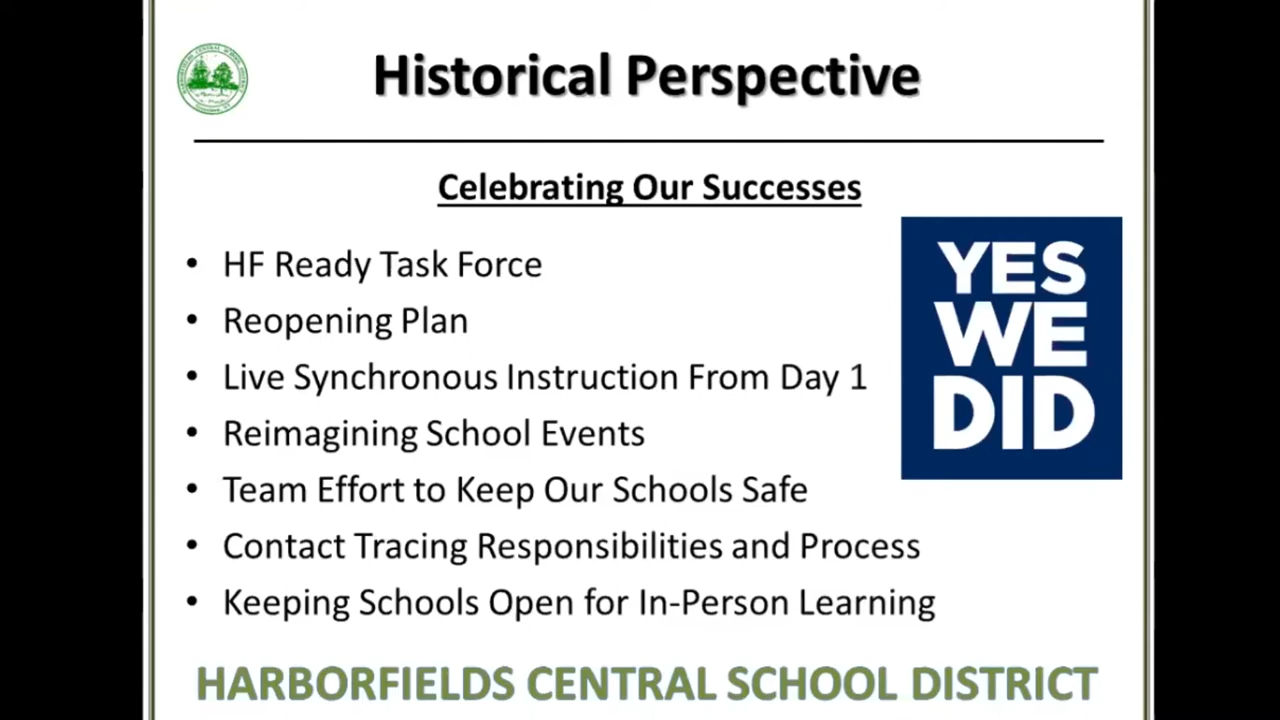 Historical Perspective
Celebrating Our Successes
• HF Ready Task Force
• Reopening Plan
• Live Synchronous Instruction From Day 1
• Reimagining School Events
• Team Effort to Keep Our Schools Safe
• Contact Tracing Responsibilities and Process
• Keeping Schools Open for In-Person Learning
YES
WE
DID
HARBORFIELDS CENTRAL SCHOOL DISTRICT